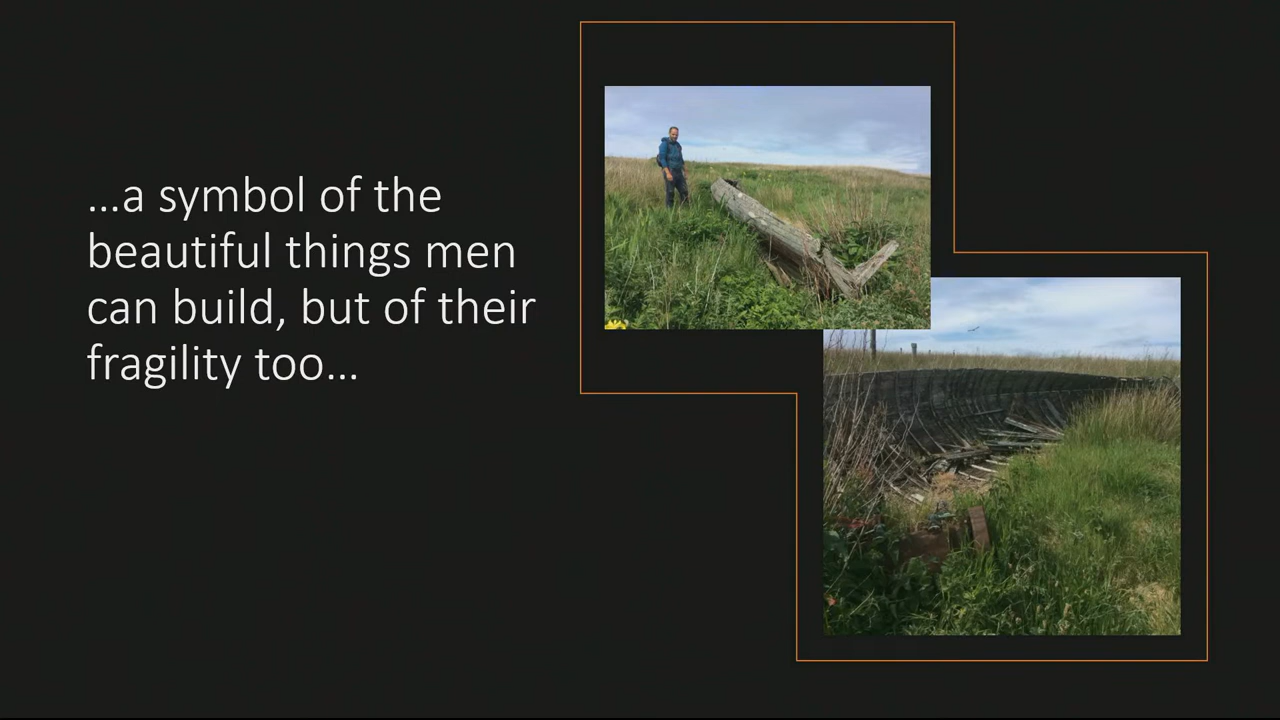 ...a symbol of the
beautiful things men
can build, but of their
fragility too...